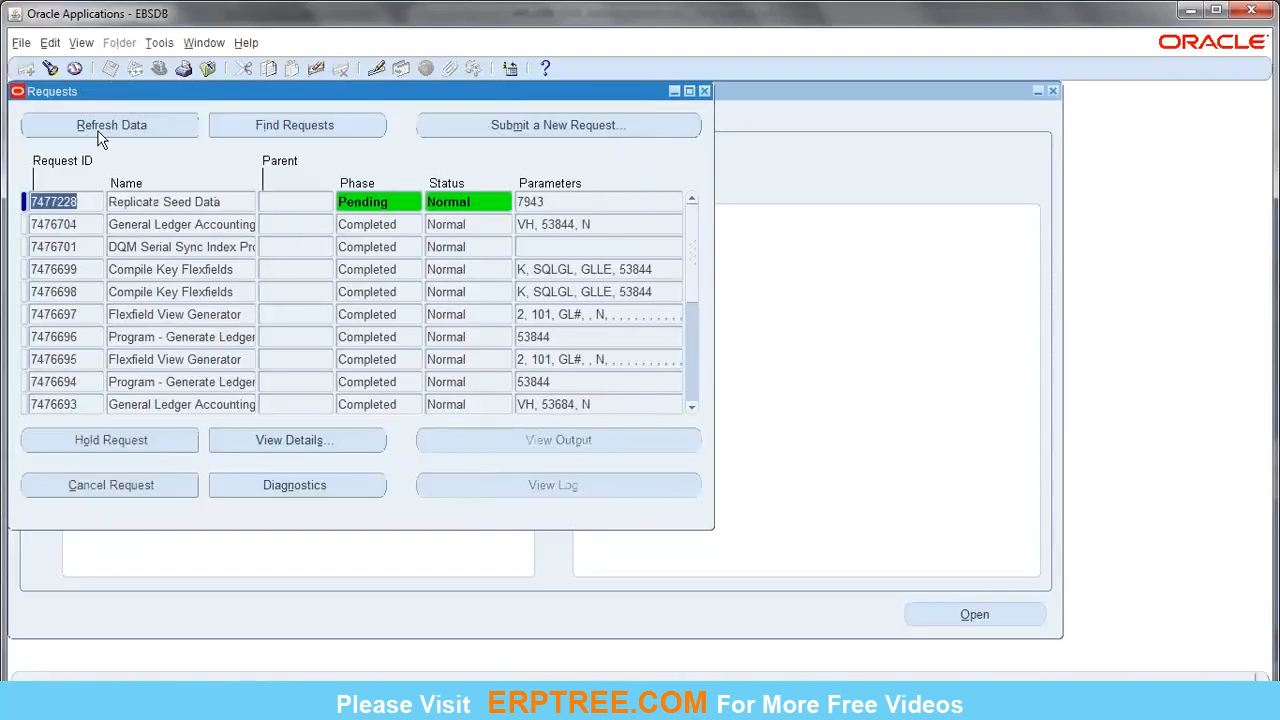 Oracle Applications - EBSDB
File Edit View Folder Tools Window Help
ORACLE
Requests
Refresh Data Find Requests Submit a New Request...
Request ID Parent
Name Phase Status Parameters
7477228 Replicate Seed Data Pending Normal 7943
7476704 General Ledger Accounting Completed Normal VH, 53844, N
7476701 DQM Serial Sync Index Pro Completed Normal
7476699 Compile Key Flexfields Completed Normal K, SQLGL, GLLE, 53844
7476698 Compile Key Flexfields Completed Normal K, SQLGL, GLLE, 53844
7476697 Flexfield View Generator Completed Normal 2, 101, GL#, , N, , , , , , , , , , ,
7476696 Program - Generate Ledger Completed Normal 53844
7476695 Flexfield View Generator Completed Normal 2, 101, GL#, , N, , , , , , , , , , ,
7476694 Program - Generate Ledger Completed Normal 53844
7476693 General Ledger Accounting Completed Normal VH, 53684, N
Hold Request View Details... View Output
Cancel Request Diagnostics View Log
Open
Please Visit ERPTREE.COM For More Free Videos